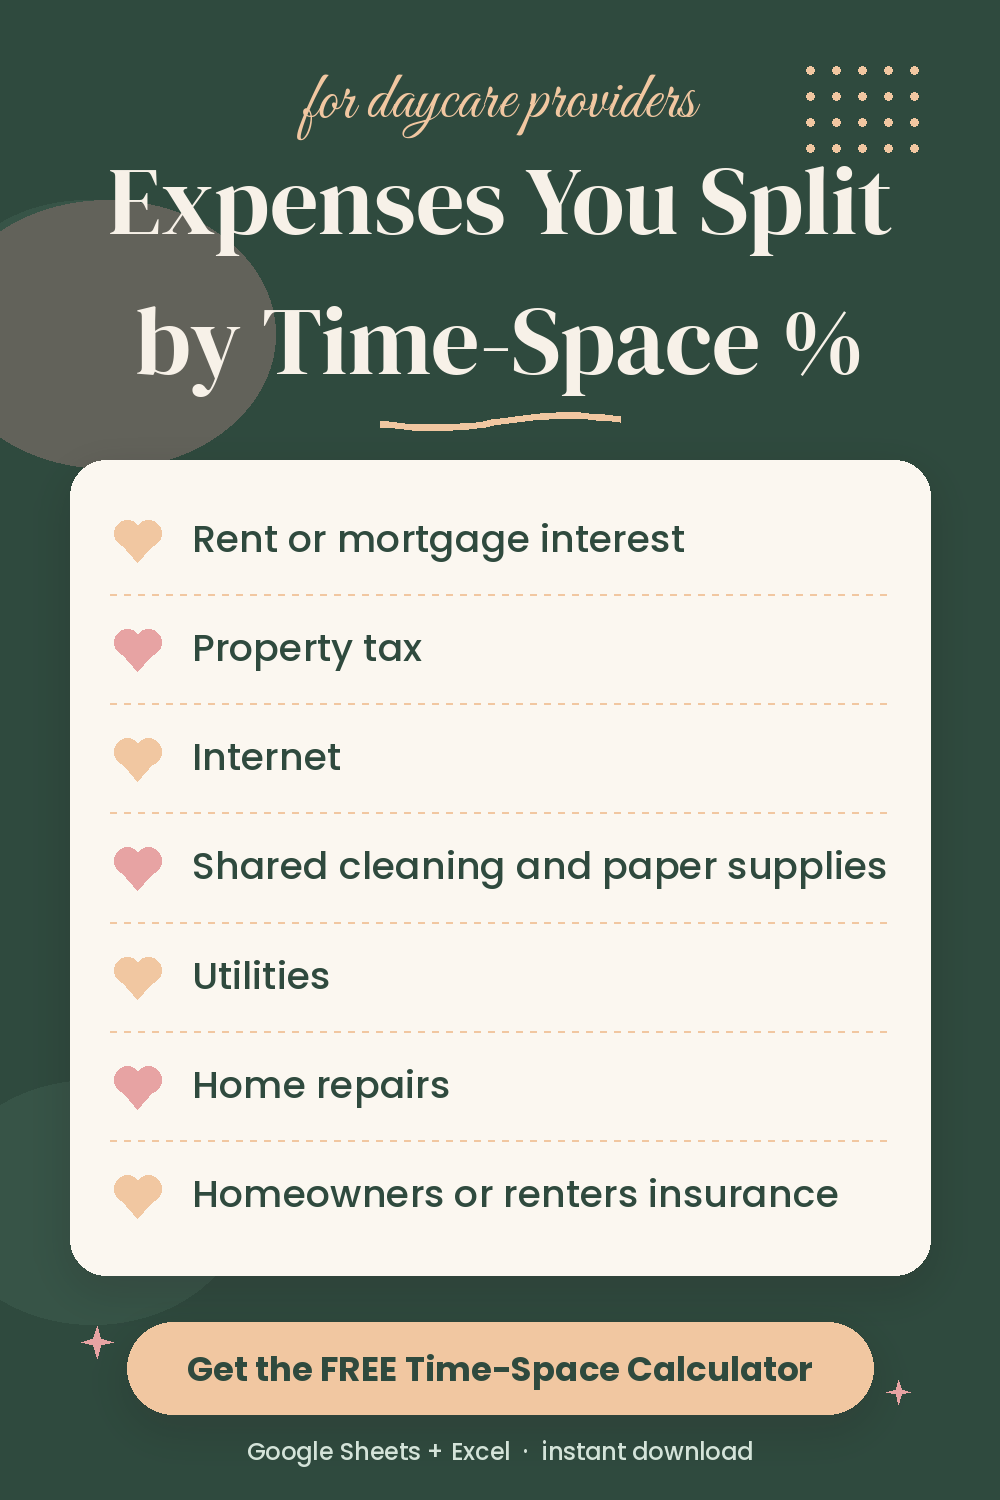 for daycare providers
Expenses You Split
by Time-Space %
Rent or mortgage interest
Property tax
Internet
Shared cleaning and paper supplies
Utilities
Home repairs
Homeowners or renters insurance
Get the FREE Time-Space Calculator
Google Sheets + Excel · instant download